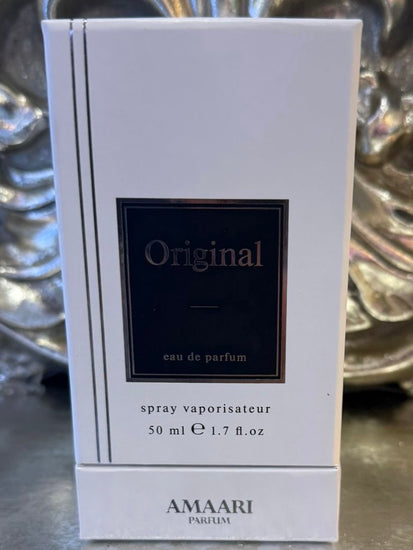 Original
eau de parfum
spray vaporisateur
50 ml ℮ 1.7 fl.oz
AMAARI
PARFUM